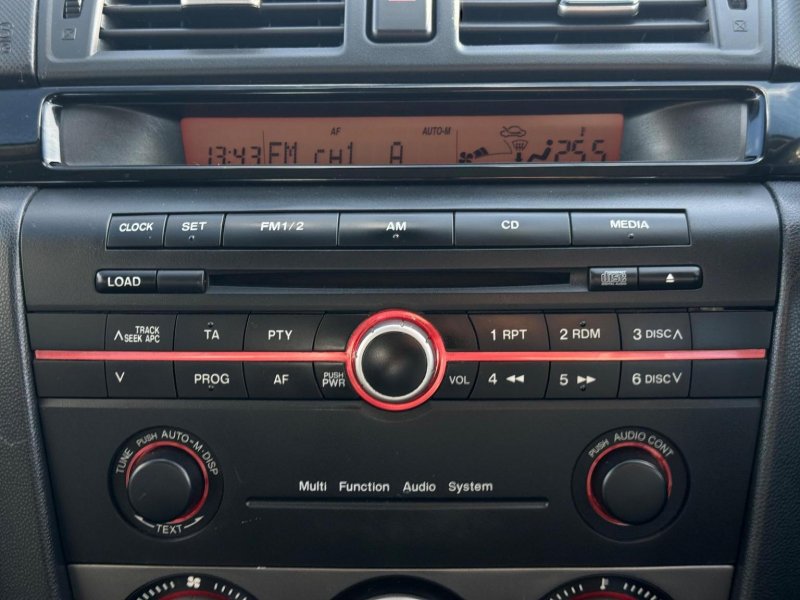 AF AUTO-M
13:43 FM CH1 A 25.5
CLOCK SET FM1/2 AM CD MEDIA
LOAD disc
TRACK SEEK APC TA PTY 1 RPT 2 RDM 3 DISC
PROG AF PUSH PWR VOL 4 5 6 DISC
TUNE PUSH AUTO-M·DISP
TEXT
Multi Function Audio System
PUSH AUDIO CONT